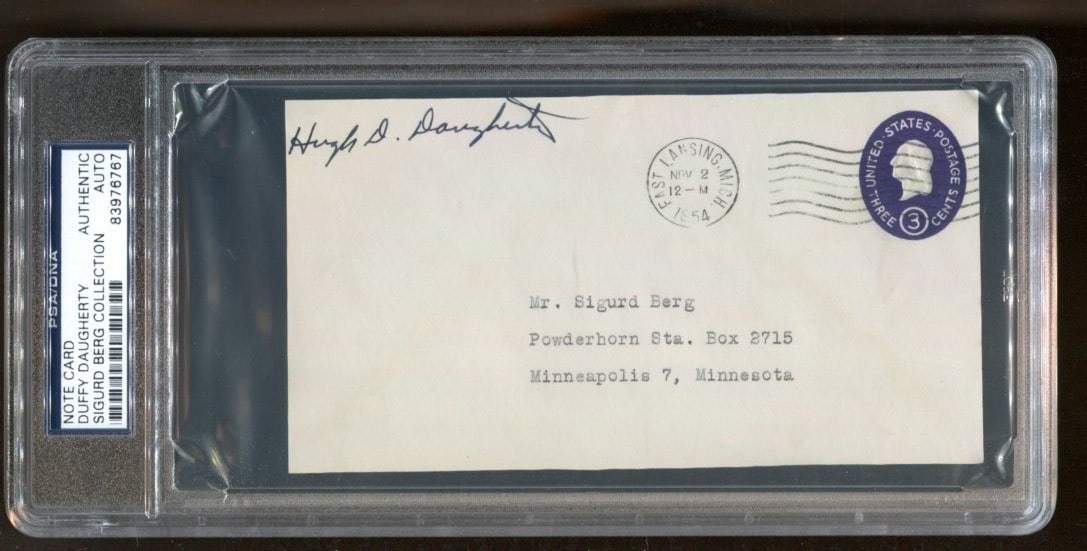 PSA/DNA
NOTE CARD AUTHENTIC
DUFFY DAUGHERTY AUTO
SIGURD BERG COLLECTION 83976767
Hugh D. Daugherty
EAST LANSING, MICH.
NOV 2
12 - M
1954
UNITED·STATES·POSTAGE
THREE 3 CENTS
Mr. Sigurd Berg
Powderhorn Sta. Box 2715
Minneapolis 7, Minnesota